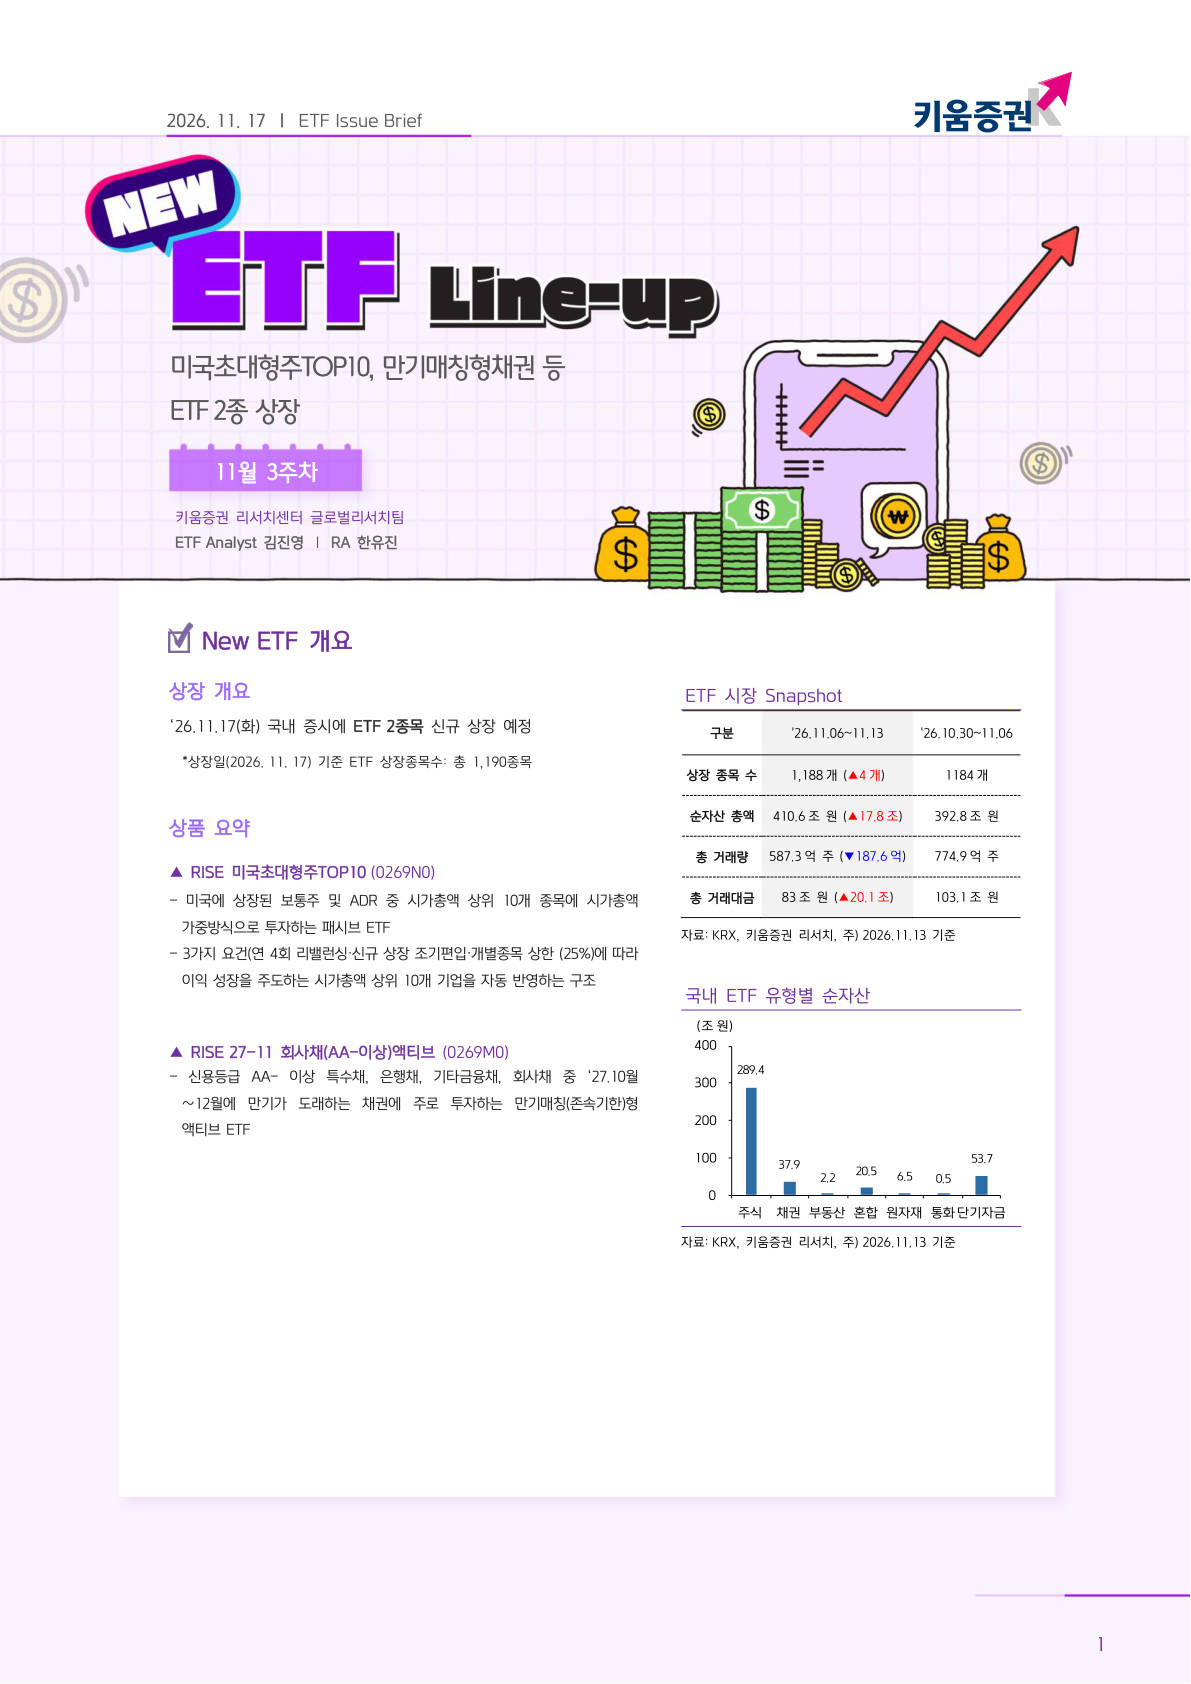 2026. 11. 17 | ETF Issue Brief
키움증권
NEW
ETF Line-up
미국초대형주TOP10, 만기매칭형채권 등
ETF 2종 상장
11월 3주차
키움증권 리서치센터 글로벌리서치팀
ETF Analyst 김진영 | RA 한유진
New ETF 개요
상장 개요
‘26.11.17(화) 국내 증시에 ETF 2종목 신규 상장 예정
*상장일(2026. 11. 17) 기준 ETF 상장종목수: 총 1,190종목
상품 요약
▲ RISE 미국초대형주TOP10 (0269N0)
- 미국에 상장된 보통주 및 ADR 중 시가총액 상위 10개 종목에 시가총액
가중방식으로 투자하는 패시브 ETF
- 3가지 요건(연 4회 리밸런싱·신규 상장 조기편입·개별종목 상한 (25%)에 따라
이익 성장을 주도하는 시가총액 상위 10개 기업을 자동 반영하는 구조
▲ RISE 27-11 회사채(AA-이상)액티브 (0269M0)
- 신용등급 AA- 이상 특수채, 은행채, 기타금융채, 회사채 중 ‘27.10월
~12월에 만기가 도래하는 채권에 주로 투자하는 만기매칭(존속기한)형
액티브 ETF
ETF 시장 Snapshot
구분 '26.11.06~11.13 '26.10.30~11.06
상장 종목 수 1,188개 (▲4개) 1184개
순자산 총액 410.6조 원 (▲17.8조) 392.8조 원
총 거래량 587.3억 주 (▼187.6억) 774.9억 주
총 거래대금 83조 원 (▲20.1조) 103.1조 원
자료: KRX, 키움증권 리서치, 주) 2026.11.13 기준
국내 ETF 유형별 순자산
(조 원)
400
300
200
100
0
289.4 37.9 2.2 20.5 6.5 0.5 53.7
주식 채권 부동산 혼합 원자재 통화 단기자금
자료: KRX, 키움증권 리서치, 주) 2026.11.13 기준
1